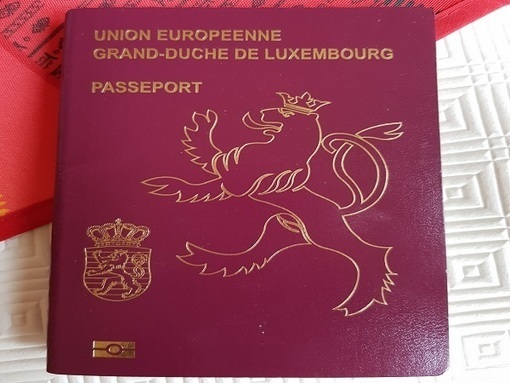 UNION EUROPEENNE
GRAND-DUCHE DE LUXEMBOURG
PASSEPORT